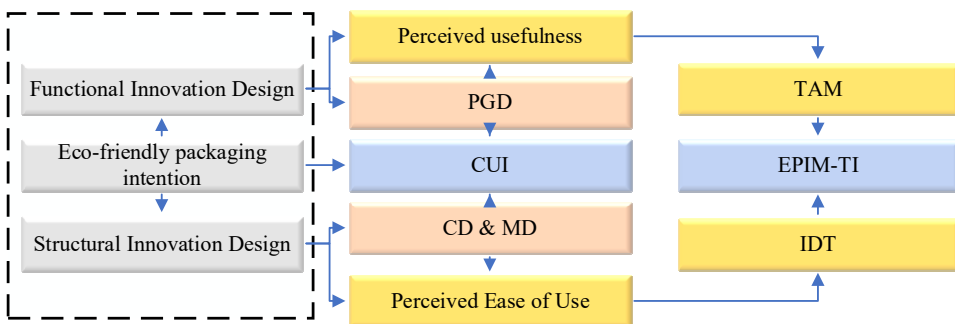 Functional Innovation Design
Eco-friendly packaging
intention
Structural Innovation Design
Perceived usefulness
PGD
CUI
CD & MD
Perceived Ease of Use
TAM
EPIM-TI
IDT